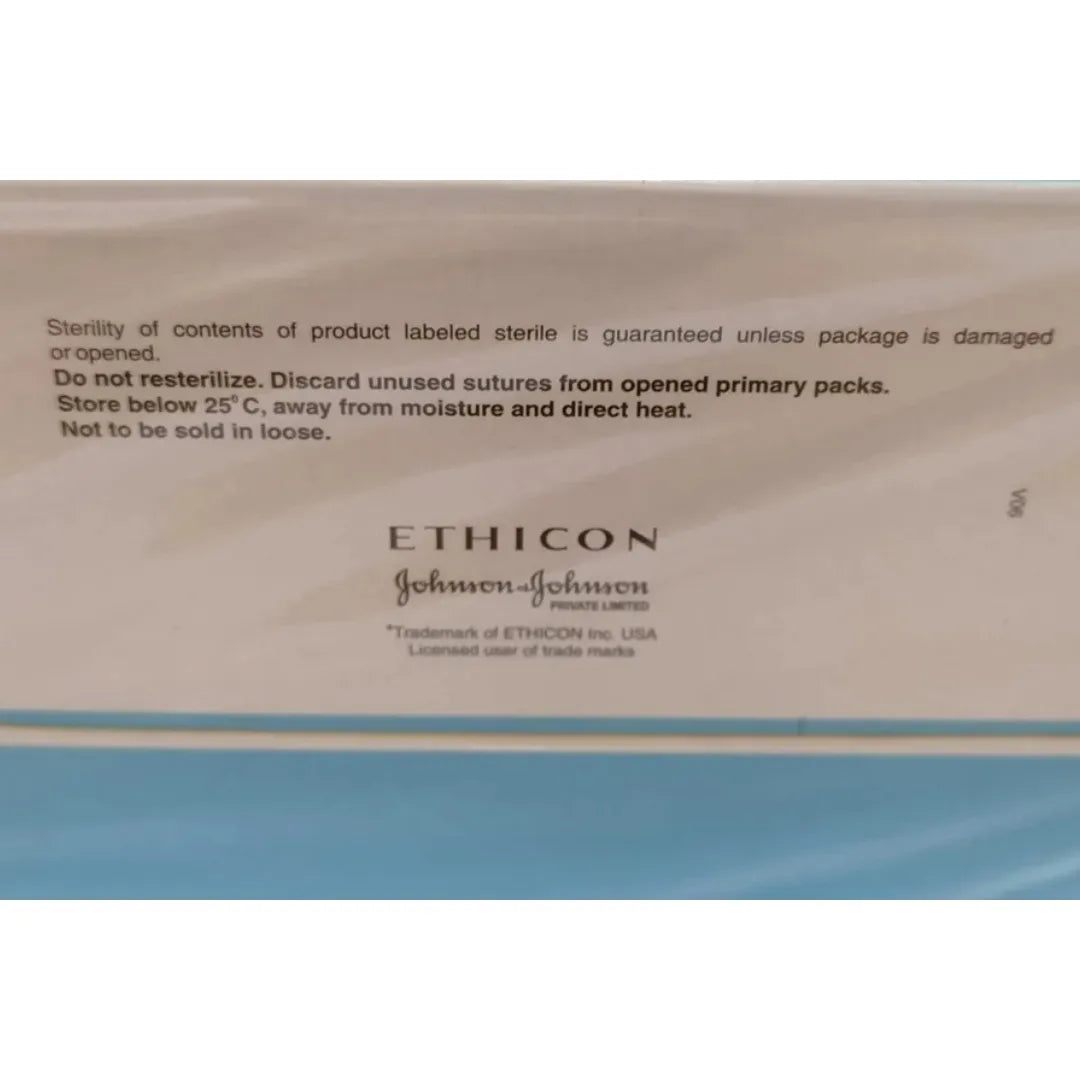 Sterility of contents of product labeled sterile is guaranteed unless package is damaged
or opened.
Do not resterilize. Discard unused sutures from opened primary packs.
Store below 25°C, away from moisture and direct heat.
Not to be sold in loose.
V06
ETHICON
Johnson & Johnson
PRIVATE LIMITED
*Trademark of ETHICON Inc. USA
Licensed user of trade marks